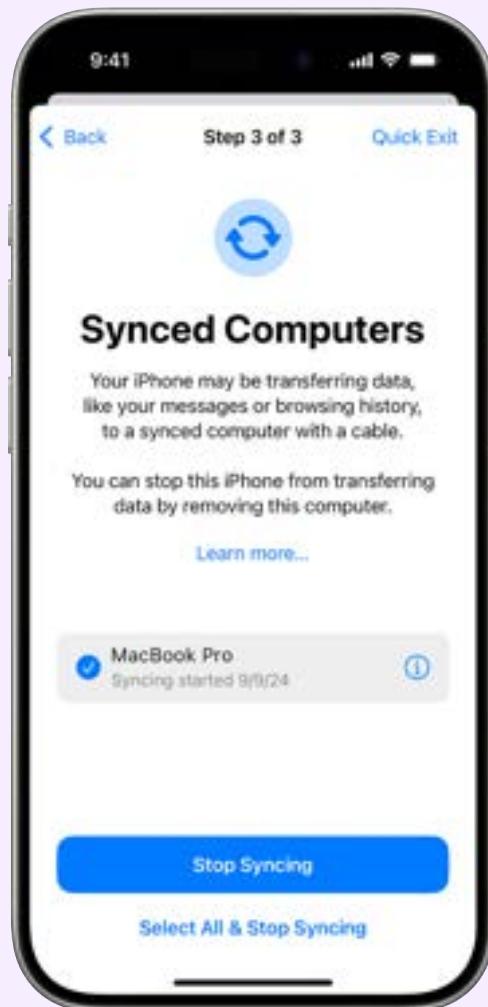 9:41
Back
Step 3 of 3
Quick Exit
Synced Computers
Your iPhone may be transferring data,
like your messages or browsing history,
to a synced computer with a cable.
You can stop this iPhone from transferring
data by removing this computer.
Learn more...
MacBook Pro
Syncing started 9/9/24
Stop Syncing
Select All & Stop Syncing